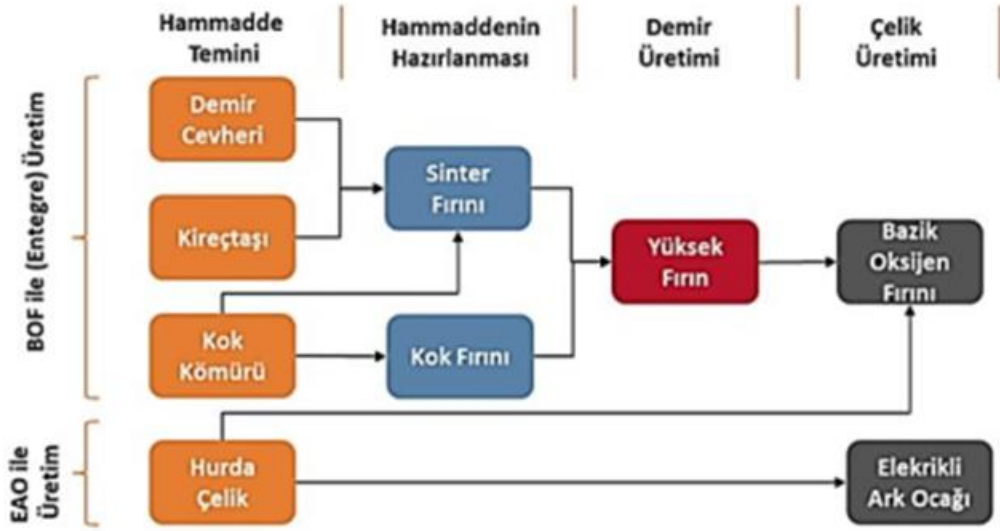 Hammadde
Temini
Hammaddenin
Hazırlanması
Demir
Üretimi
Çelik
Üretimi
BOF ile (Entegre) Üretim
Demir
Cevheri
Kireçtaşı
Kok
Kömürü
Sinter
Fırını
Kok Fırını
Yüksek
Fırın
Bazik
Oksijen
Fırını
EAO ile
Üretim
Hurda
Çelik
Elekrikli
Ark Ocağı